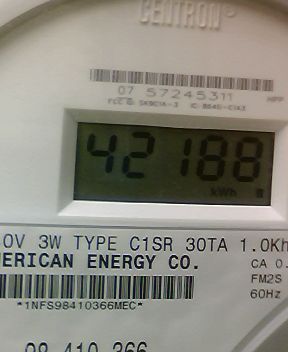 CENTRON®
07 57245311
42188
kWh
0V 3W TYPE C1SR 30TA 1.0Kh
ERICAN ENERGY CO.
CA 0.
FM2S
60Hz
*1NFS98410366MEC*
98 410 366